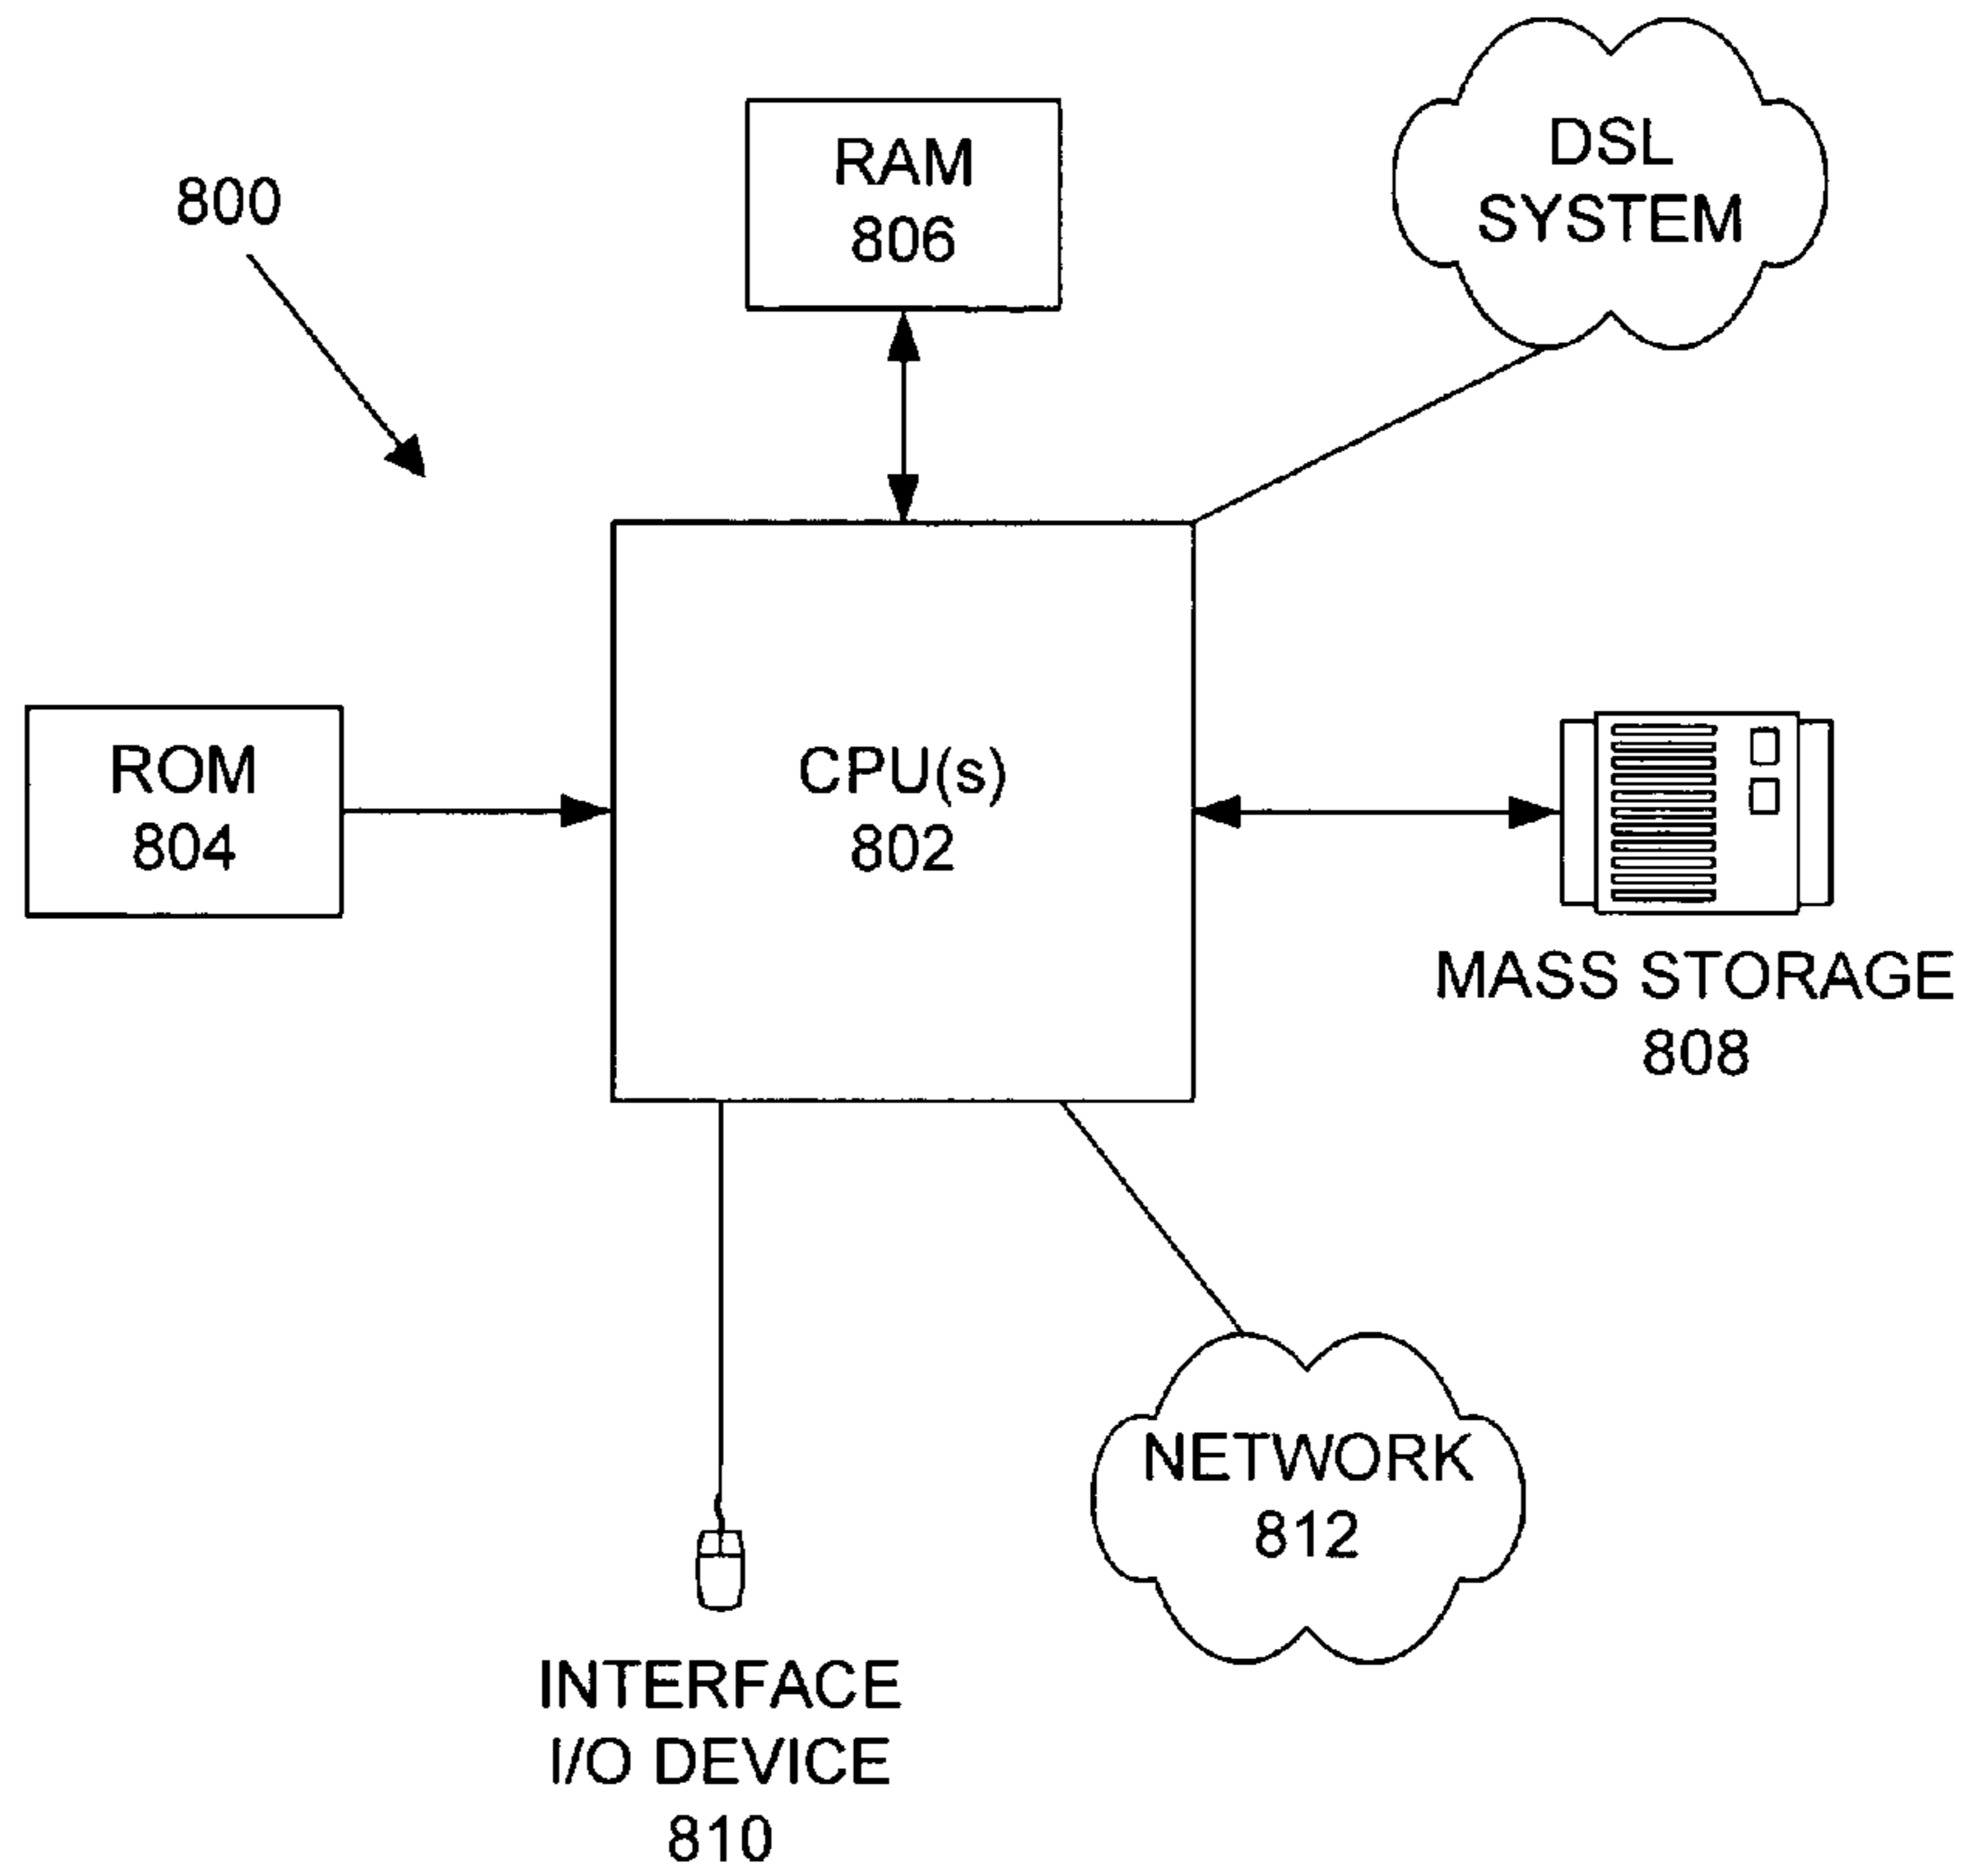 DSL
SYSTEM
RAM
806
800
ROM
804
CPU(s)
802
MASS STORAGE
808
NETWORK
812
INTERFACE
I/O DEVICE
810